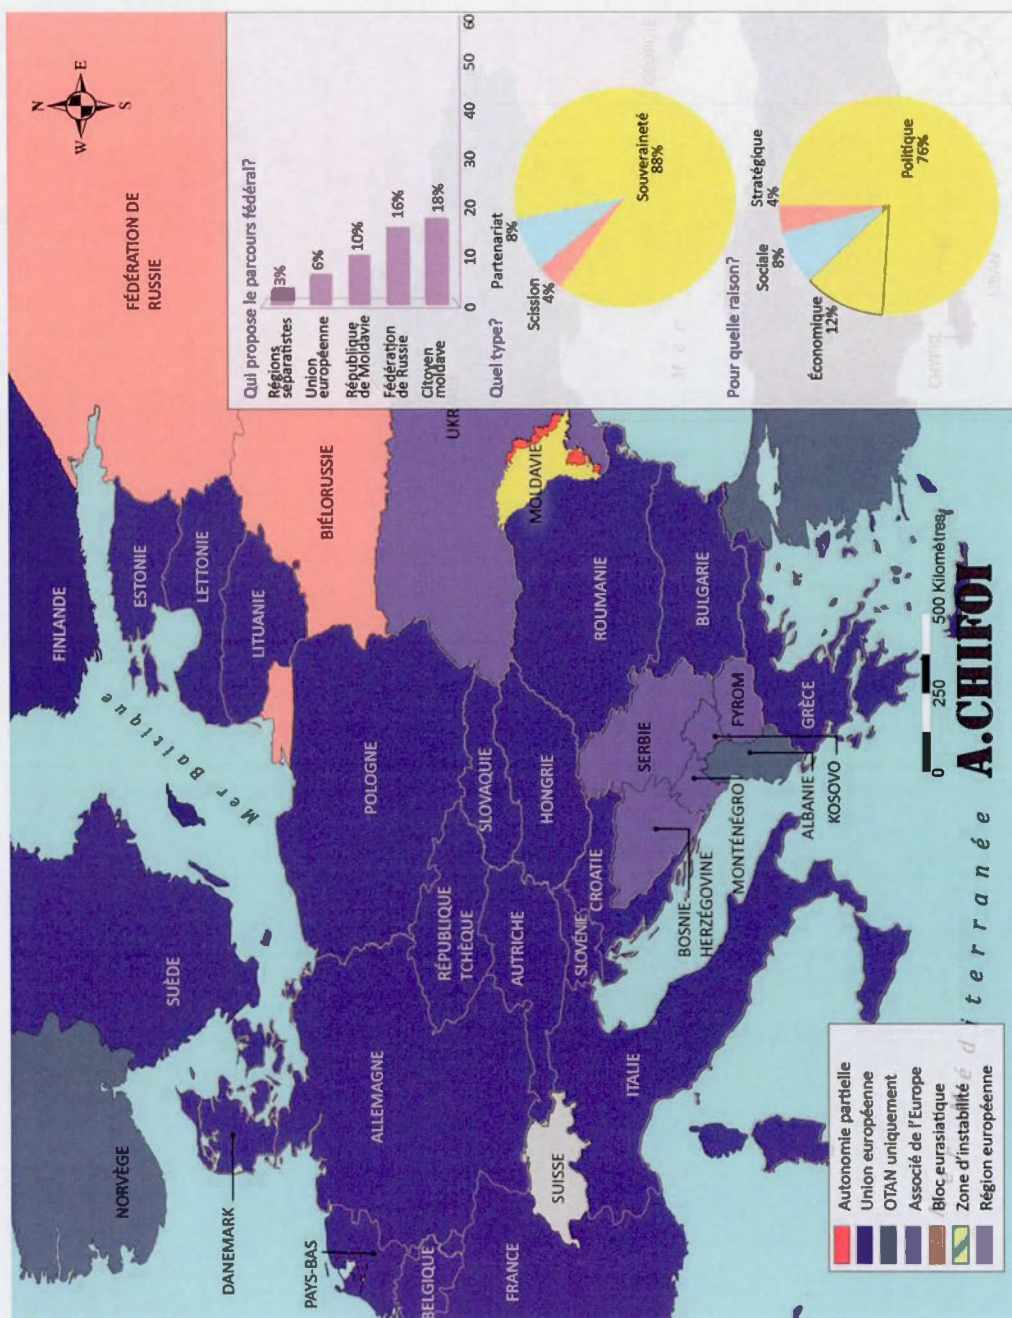 N
E
S
W
FÉDÉRATION DE
RUSSIE
FINLANDE
ESTONIE
LETTONIE
LITUANIE
BIÉLORUSSIE
Mer Baltique
SUÈDE
NORVÈGE
DANEMARK
PAYS-BAS
BELGIQUE
FRANCE
ALLEMAGNE
POLOGNE
RÉPUBLIQUE
TCHÈQUE
SLOVAQUIE
AUTRICHE
HONGRIE
SLOVÉNIE
CROATIE
SUISSE
ITALIE
UKR
MOLDAVIE
ROUMANIE
BULGARIE
SERBIE
FYROM
GRÈCE
BOSNIE
HERZÉGOVINE
MONTÉNÉGRO
ALBANIE
KOSOVO
Qui propose le parcours fédéral?
Régions
séparatistes
3%
Union
européenne
6%
République
de Moldavie
10%
Fédération
de Russie
16%
Citoyen
moldave
18%
0 10 20 30 40 50 60
Quel type?
Partenariat
8%
Scission
4%
Souveraineté
88%
Pour quelle raison?
Stratégique
4%
Sociale
8%
Économique
12%
Politique
76%
GÉORGIE
Mer
CHYPRE
LIBAN
Autonomie partielle
Union européenne
OTAN uniquement
Associé de l'Europe
Bloc eurasiatique
Zone d'instabilité
Région européenne
Méditerranée
0 250 500 Kilomètres
A.CHIFOI